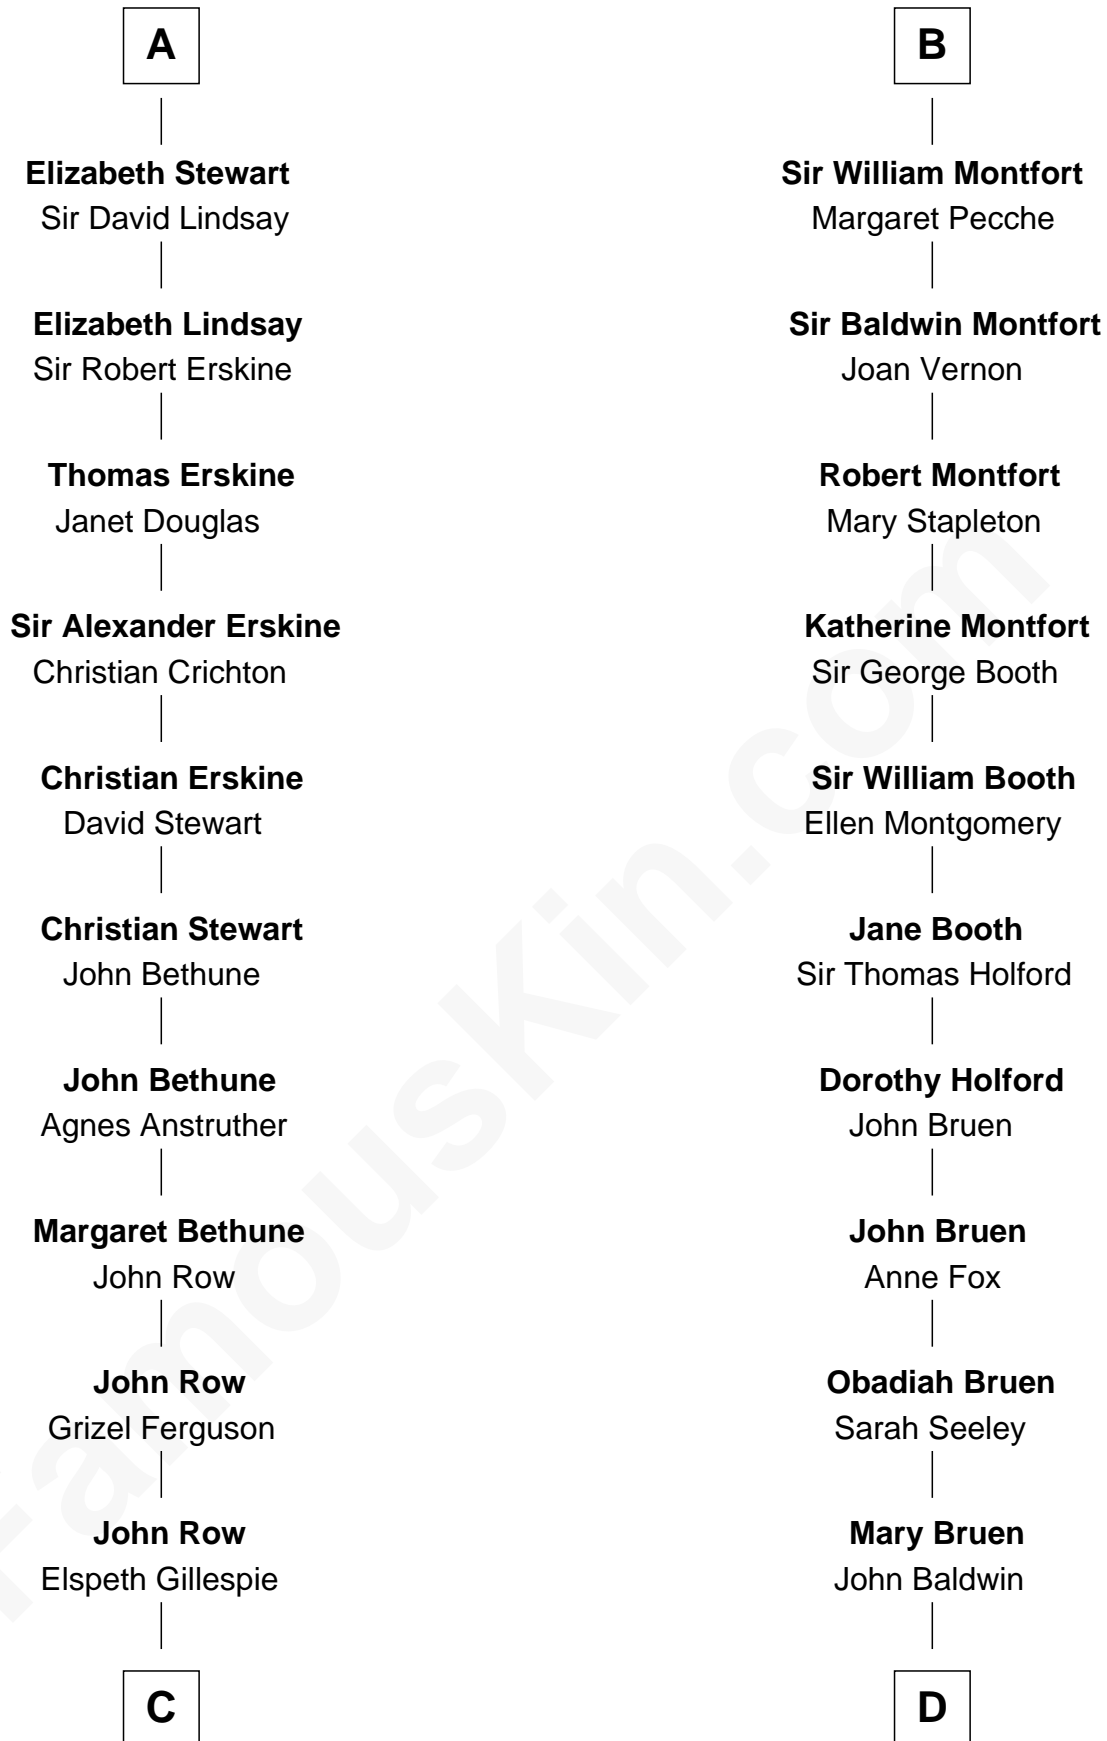 A
Elizabeth Stewart
Sir David Lindsay
Elizabeth Lindsay
Sir Robert Erskine
Thomas Erskine
Janet Douglas
Sir Alexander Erskine
Christian Crichton
Christian Erskine
David Stewart
Christian Stewart
John Bethune
John Bethune
Agnes Anstruther
Margaret Bethune
John Row
John Row
Grizel Ferguson
John Row
Elspeth Gillespie
C
B
Sir William Montfort
Margaret Pecche
Sir Baldwin Montfort
Joan Vernon
Robert Montfort
Mary Stapleton
Katherine Montfort
Sir George Booth
Sir William Booth
Ellen Montgomery
Jane Booth
Sir Thomas Holford
Dorothy Holford
John Bruen
John Bruen
Anne Fox
Obadiah Bruen
Sarah Seeley
Mary Bruen
John Baldwin
D
FamousKin.com